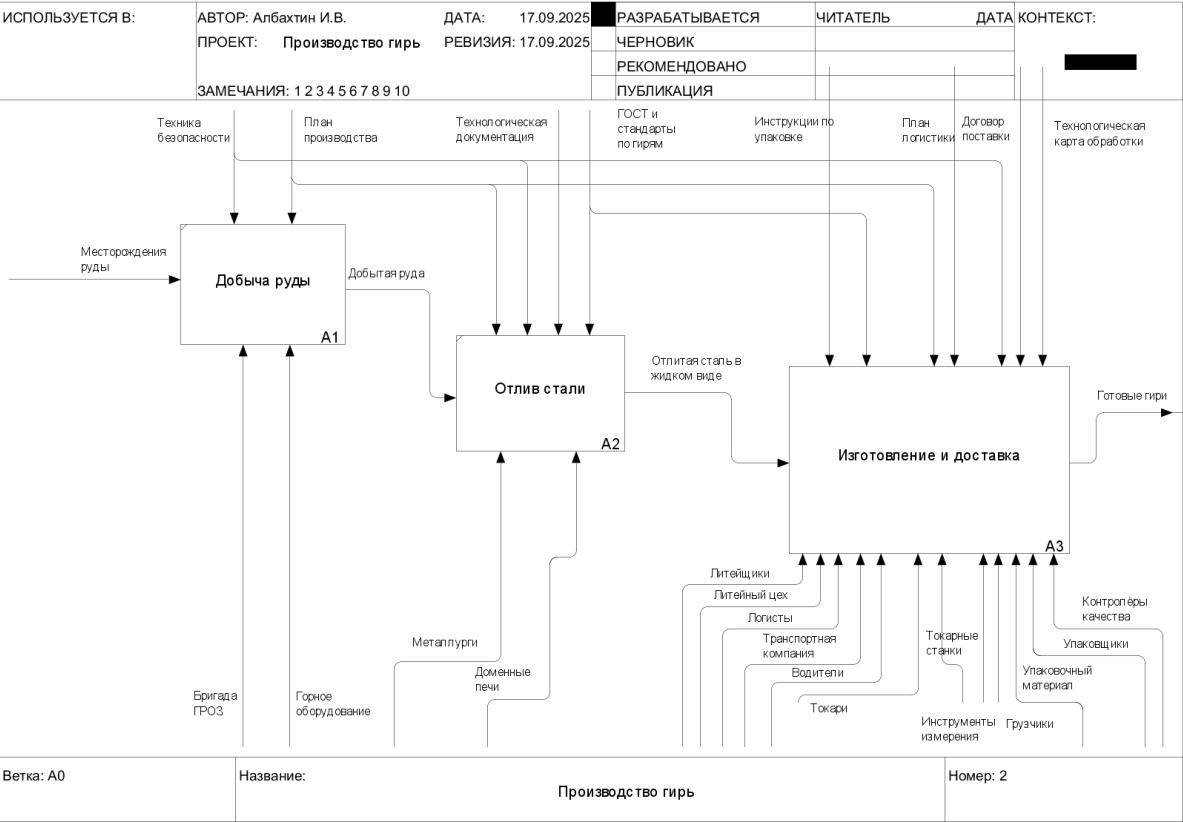 ИСПОЛЬЗУЕТСЯ В:
АВТОР: Албахтин И.В.
ДАТА: 17.09.2025
ПРОЕКТ: Производство гирь
РЕВИЗИЯ: 17.09.2025
ЗАМЕЧАНИЯ: 1 2 3 4 5 6 7 8 9 10
РАЗРАБАТЫВАЕТСЯ
ЧЕРНОВИК
РЕКОМЕНДОВАНО
ПУБЛИКАЦИЯ
ЧИТАТЕЛЬ
ДАТА
КОНТЕКСТ:
Техника
безопасности
План
производства
Технологическая
документация
ГОСТ и
стандарты
по гирям
Инструкции по
упаковке
План
логистики
Договор
поставки
Технологическая
карта обработки
Месторождения
руды
Добыча руды
A1
Добытая руда
Отлив стали
A2
Отлитая сталь в
жидком виде
Изготовление и доставка
A3
Готовые гири
Бригада
ГРОЗ
Горное
оборудование
Металлурги
Доменные
печи
Литейщики
Литейный цех
Логисты
Транспортная
компания
Водители
Токари
Токарные
станки
Инструменты
измерения
Грузчики
Упаковочный
материал
Упаковщики
Контролёры
качества
Ветка: A0
Название:
Производство гирь
Номер: 2